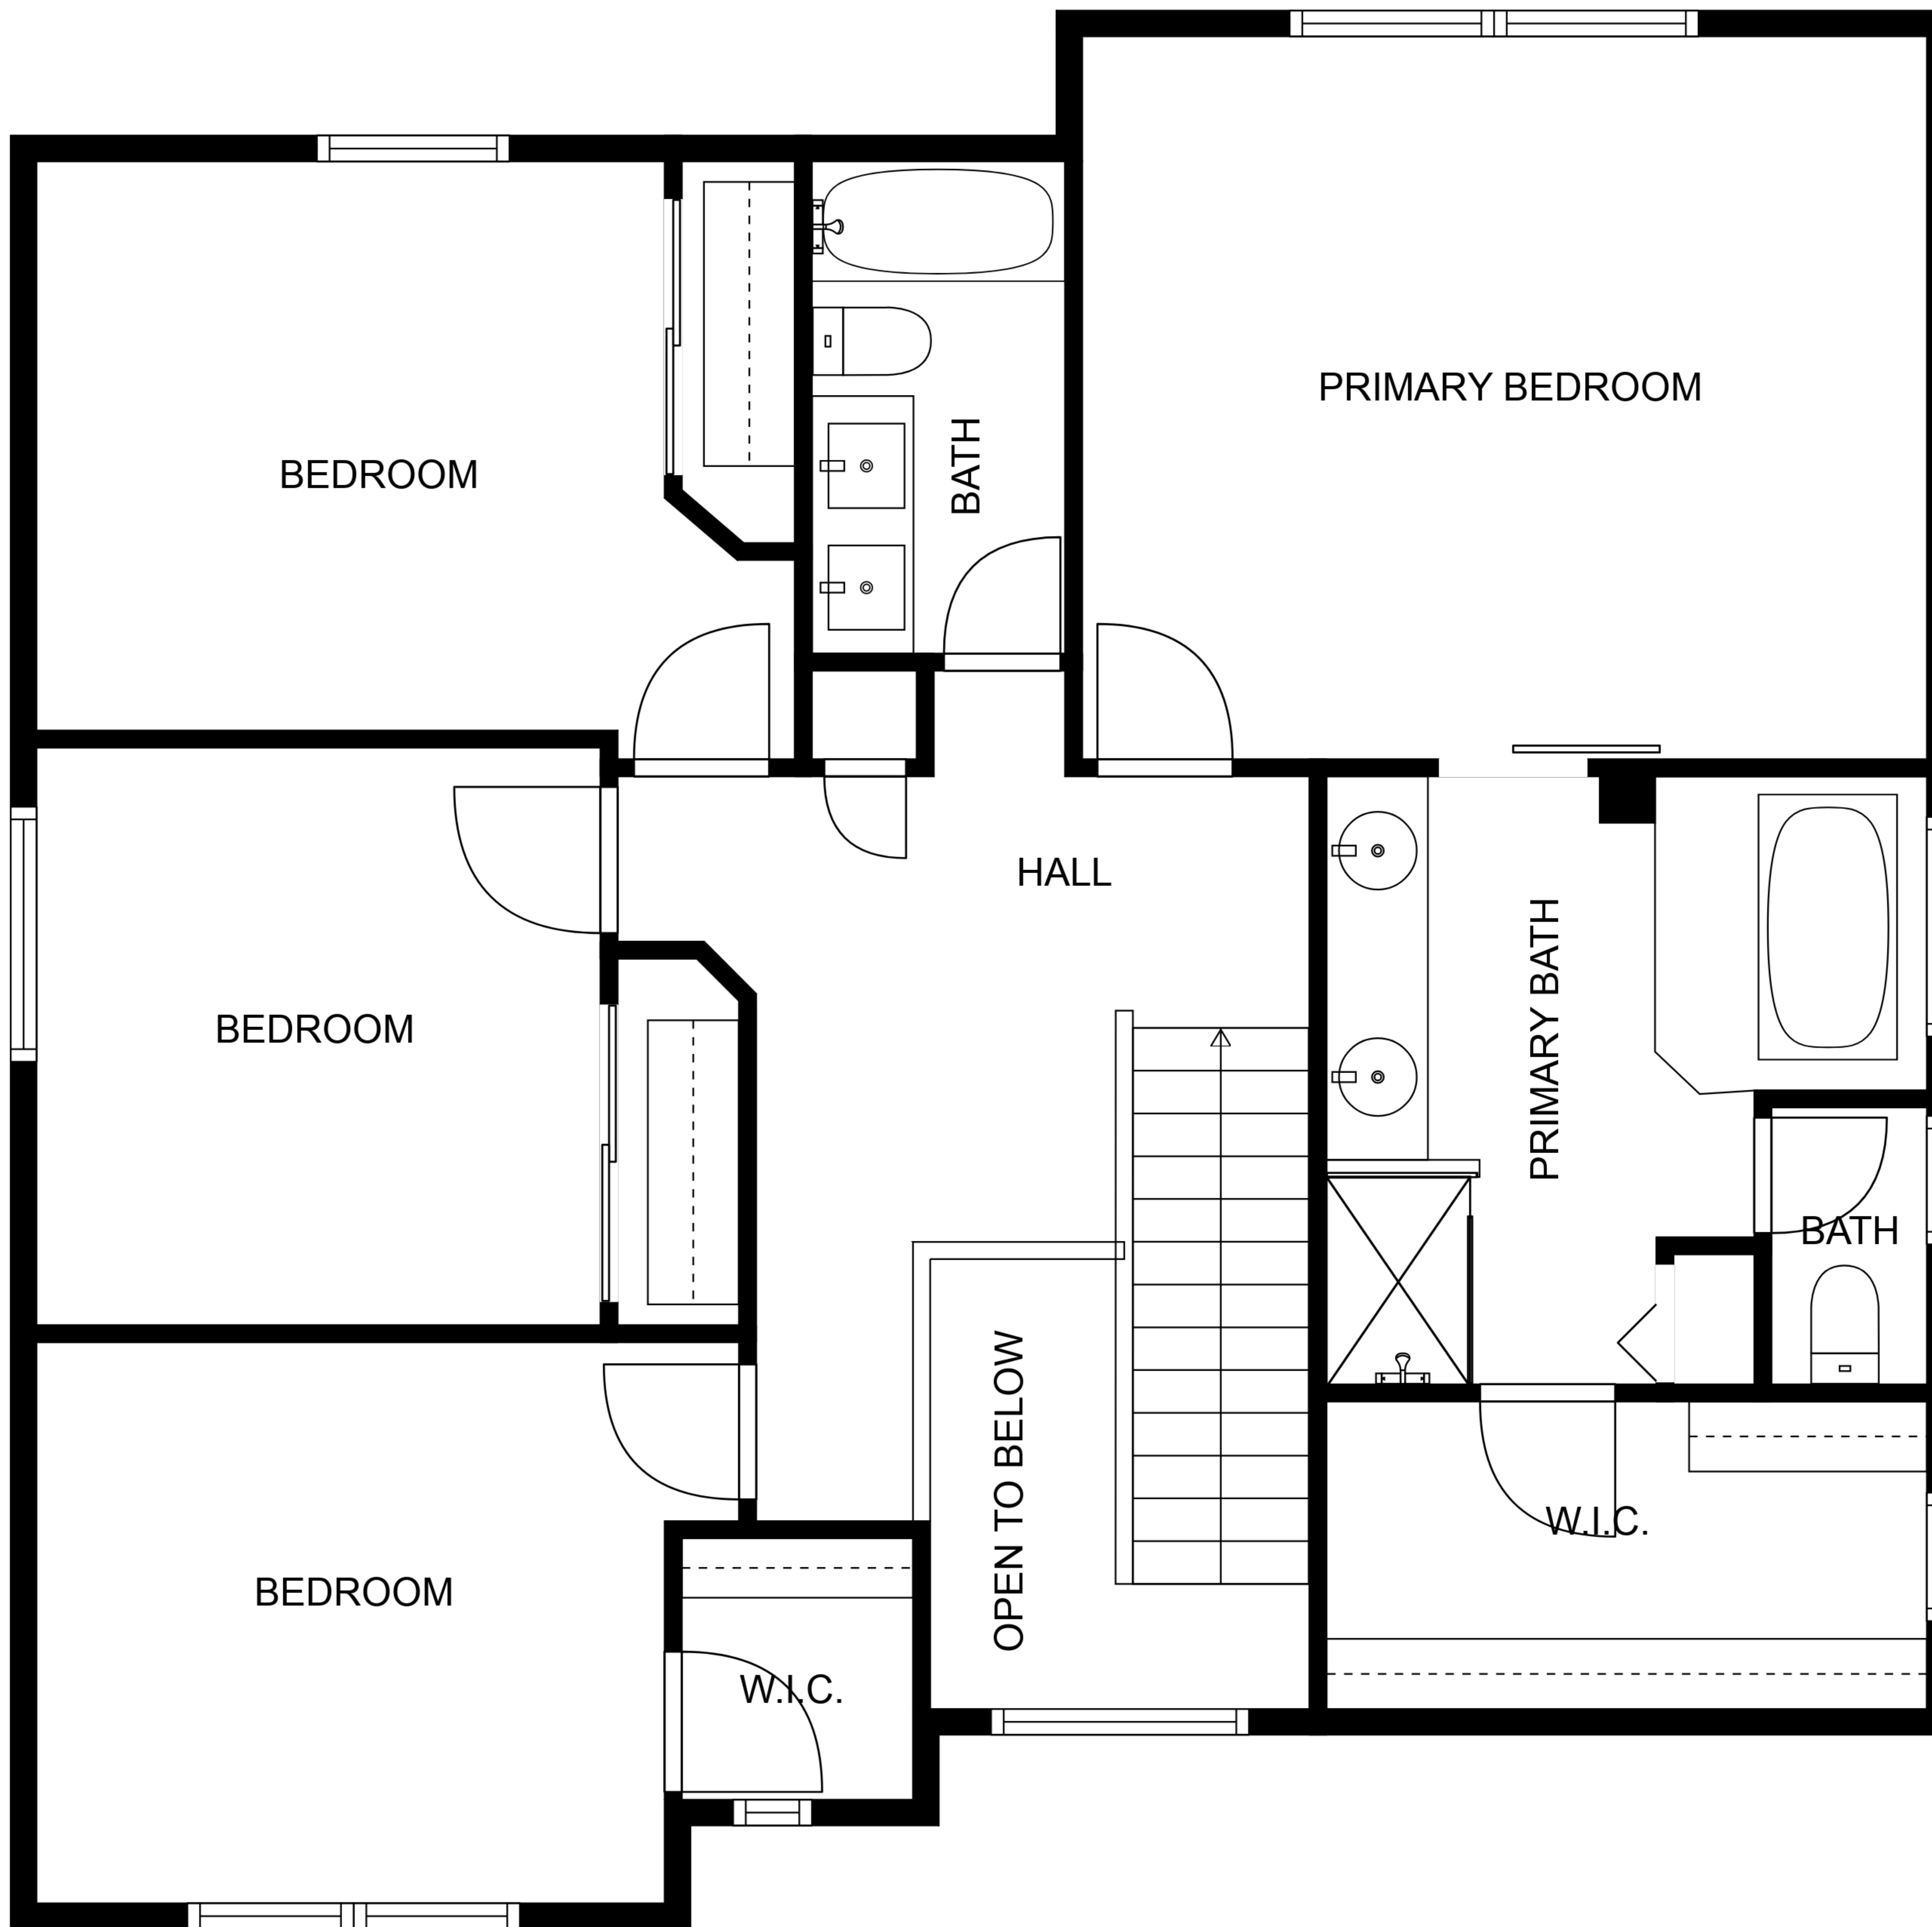 PRIMARY BEDROOM
BEDROOM
BATH
HALL
PRIMARY BATH
BEDROOM
BATH
OPEN TO BELOW
W.I.C.
BEDROOM
W.I.C.